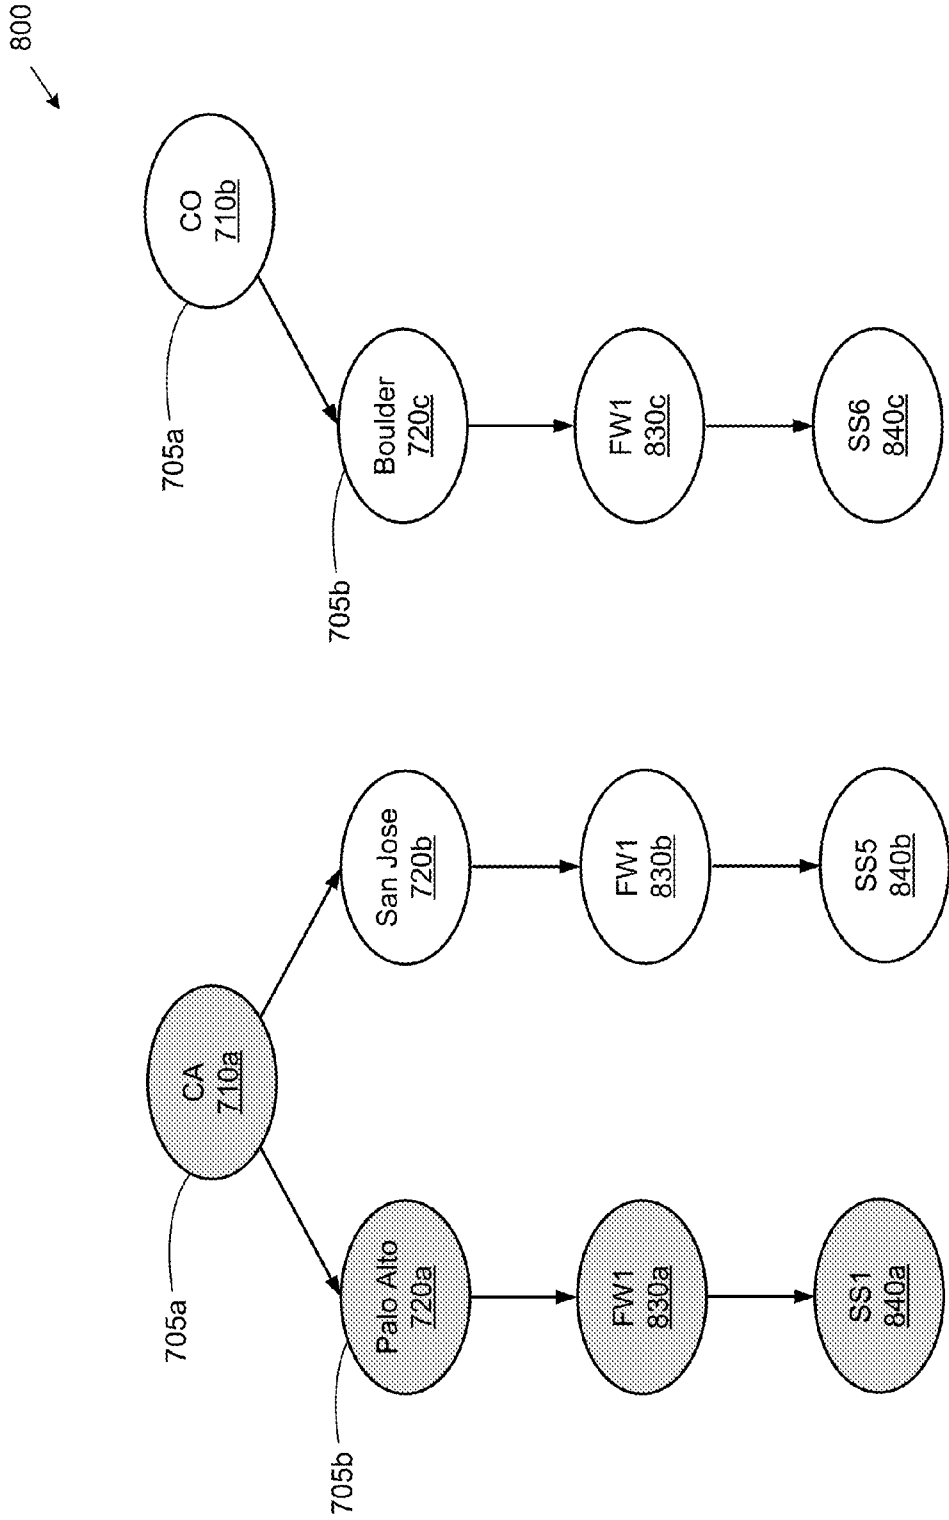 800
CA
710a
CO
710b
705a
705a
Palo Alto
720a
San Jose
720b
Boulder
720c
705b
705b
FW1
830a
FW1
830b
FW1
830c
SS1
840a
SS5
840b
SS6
840c